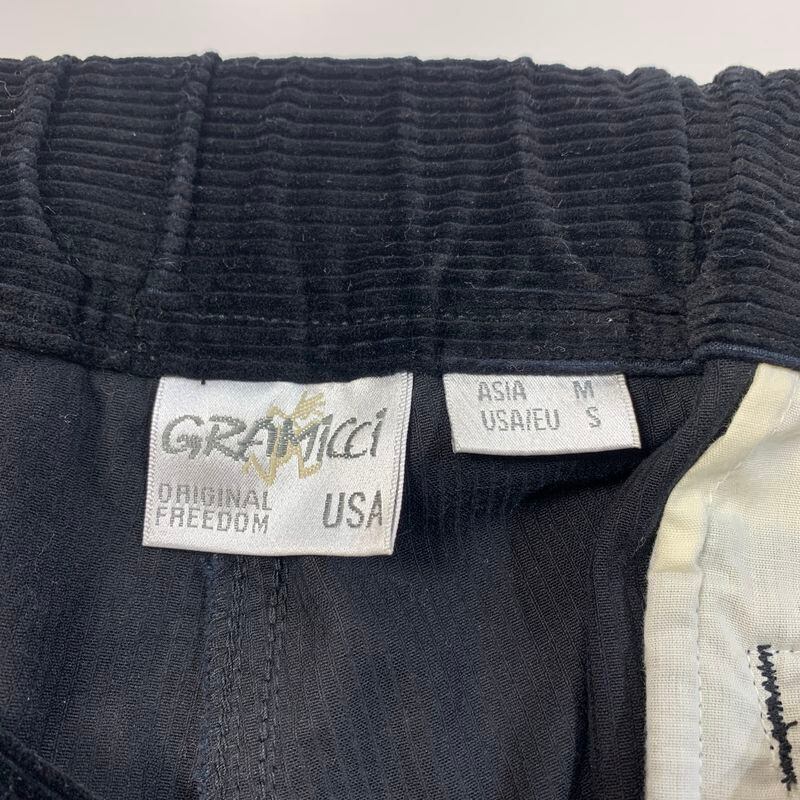 GRAMICCI
ORIGINAL
FREEDOM
USA
ASIA M
USA/EU S